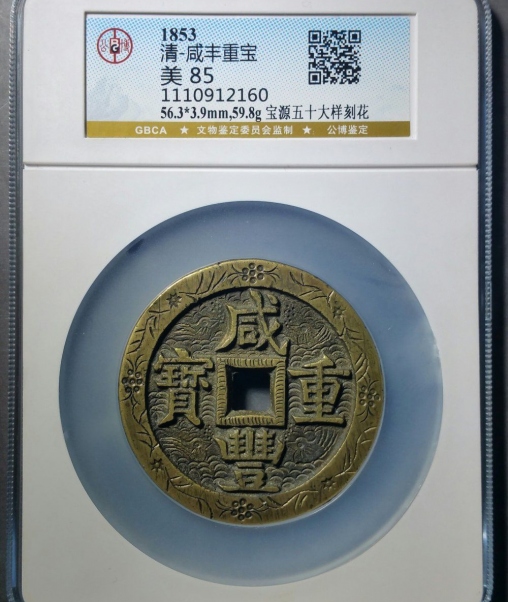 1853
清-咸丰重宝
美 85
1110912160
56.3*3.9mm,59.8g 宝源五十大样刻花
GBCA ★ 文物鉴定委员会监制 ★ 公博鉴定
公 博
咸
寶 重
豐